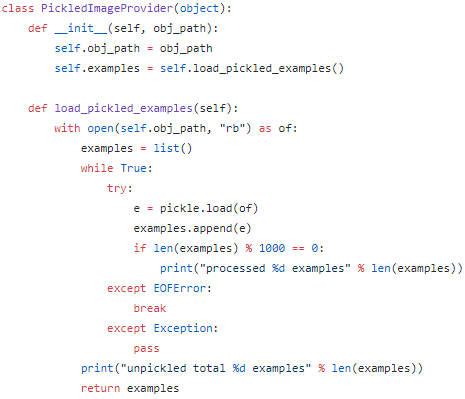 class PickledImageProvider(object):
    def __init__(self, obj_path):
        self.obj_path = obj_path
        self.examples = self.load_pickled_examples()

    def load_pickled_examples(self):
        with open(self.obj_path, "rb") as of:
            examples = list()
            while True:
                try:
                    e = pickle.load(of)
                    examples.append(e)
                    if len(examples) % 1000 == 0:
                        print("processed %d examples" % len(examples))
                except EOFError:
                    break
                except Exception:
                    pass
            print("unpickled total %d examples" % len(examples))
            return examples